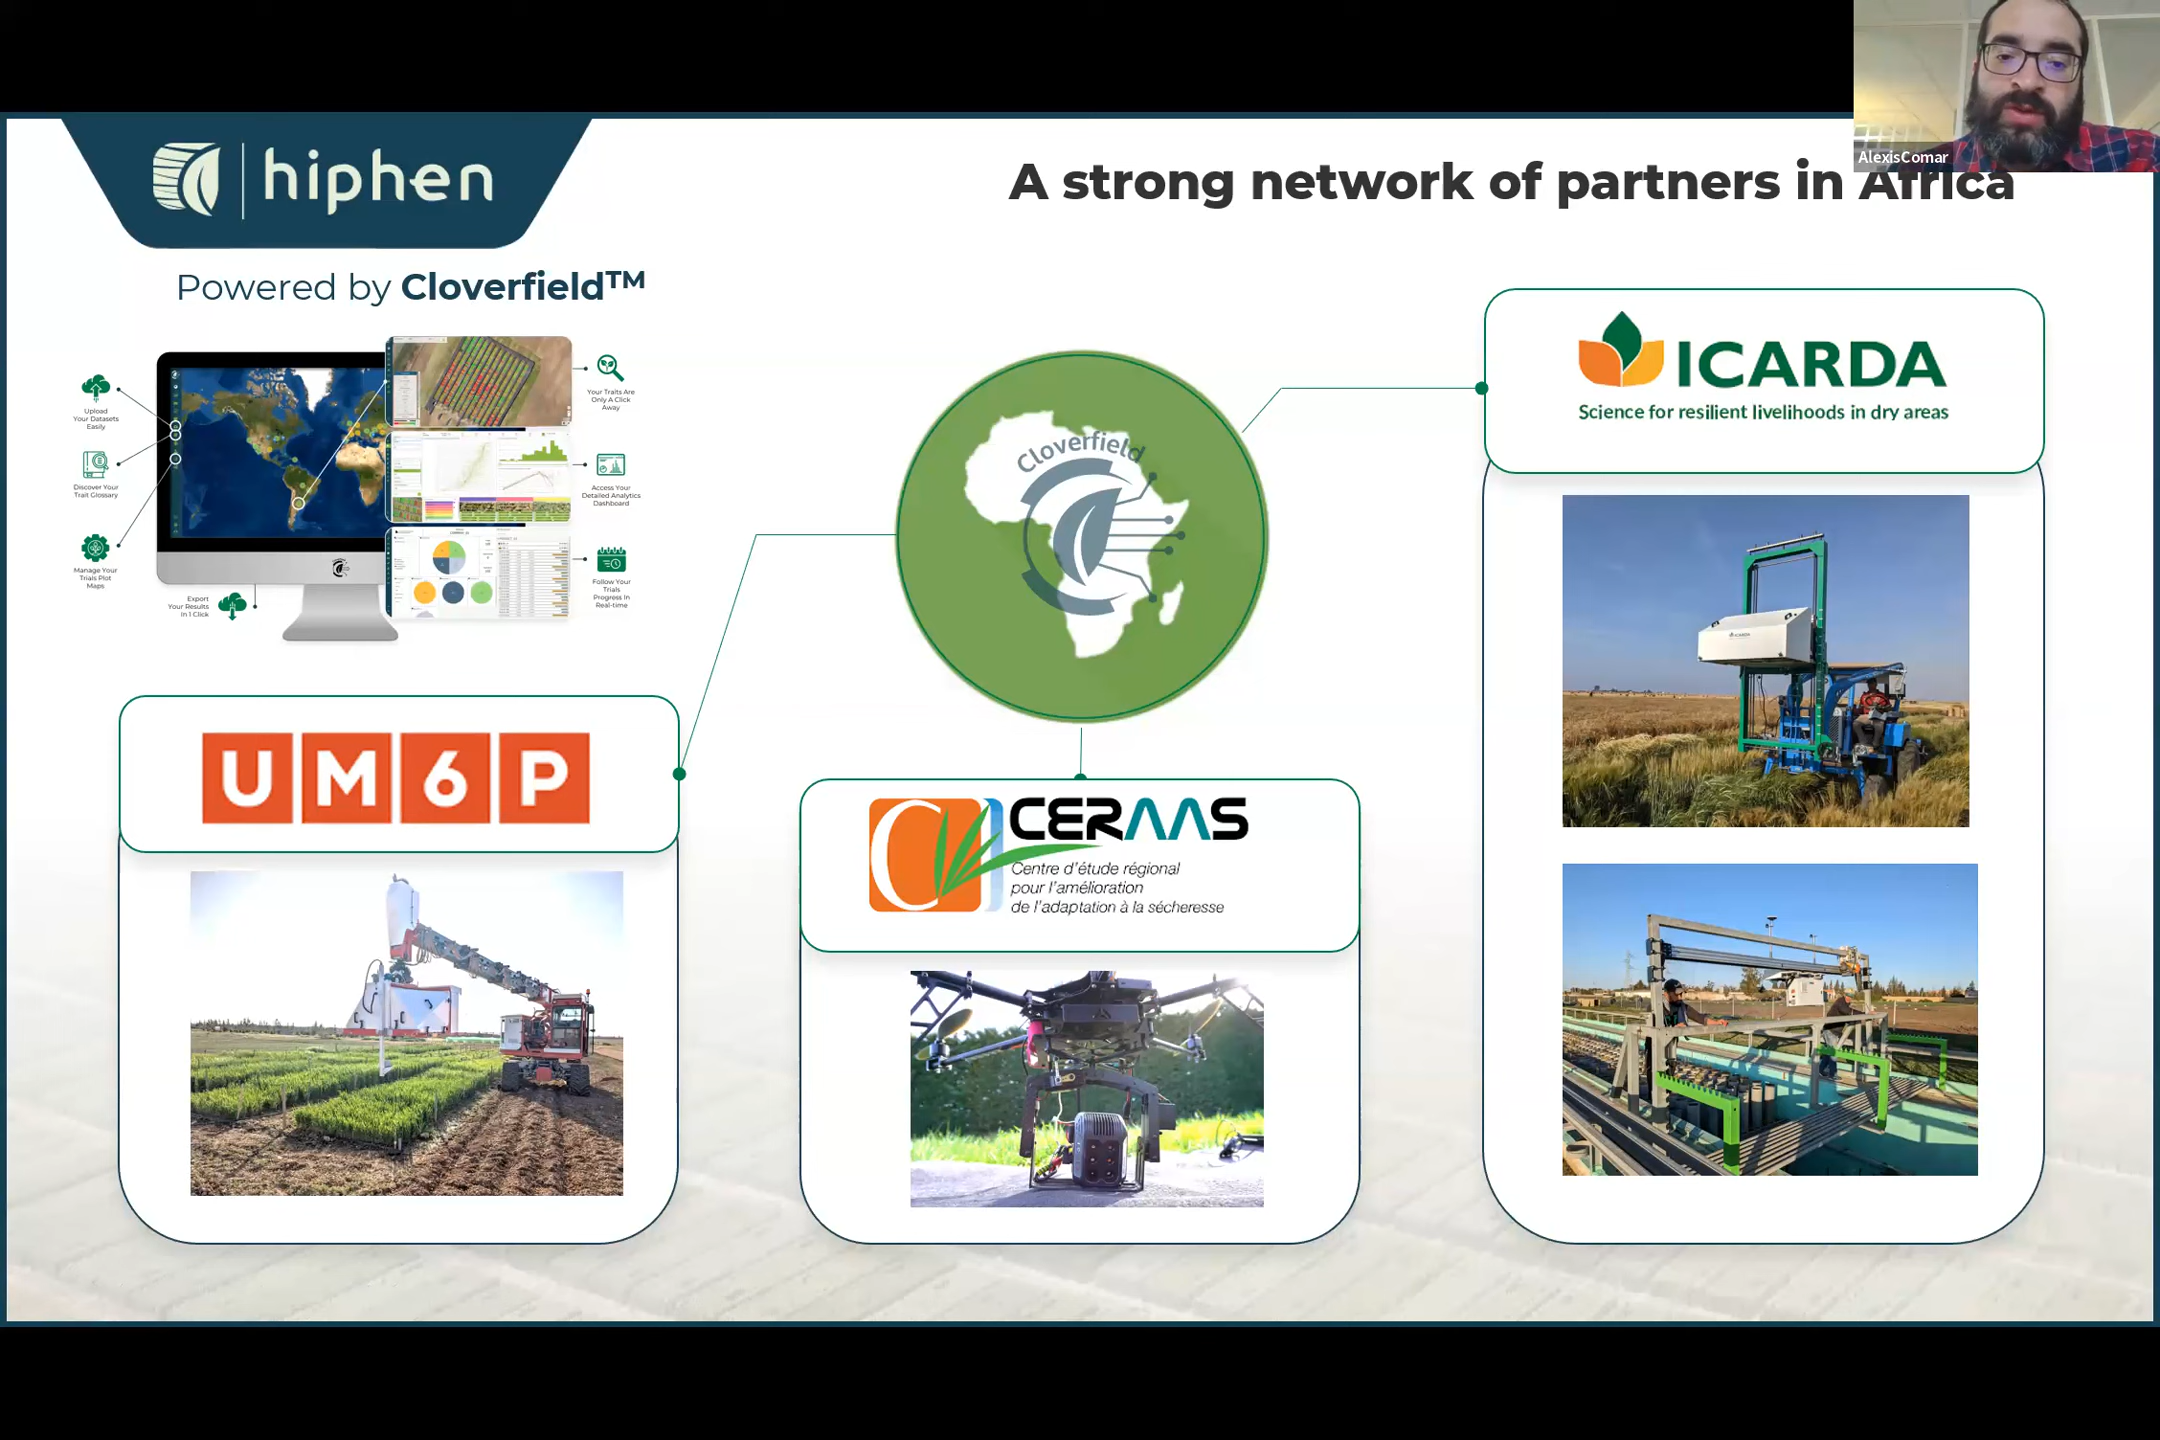 hiphen
AlexisComar
A strong network of partners in Africa
Powered by Cloverfield™
Upload
Your Datasets
Easily
Discover Your
Trait Glossary
Manage Your
Trials Plot
Maps
Export
Your Results
In 1 Click
Your Traits Are
Only A Click
Away
Access Your
Detailed Analytics
Dashboard
Follow Your
Trials
Progress In
Real-time
Cloverfield
ICARDA
Science for resilient livelihoods in dry areas
ICARDA
UM6P
CERAAS
Centre d'étude régional
pour l'amélioration
de l'adaptation à la sécheresse